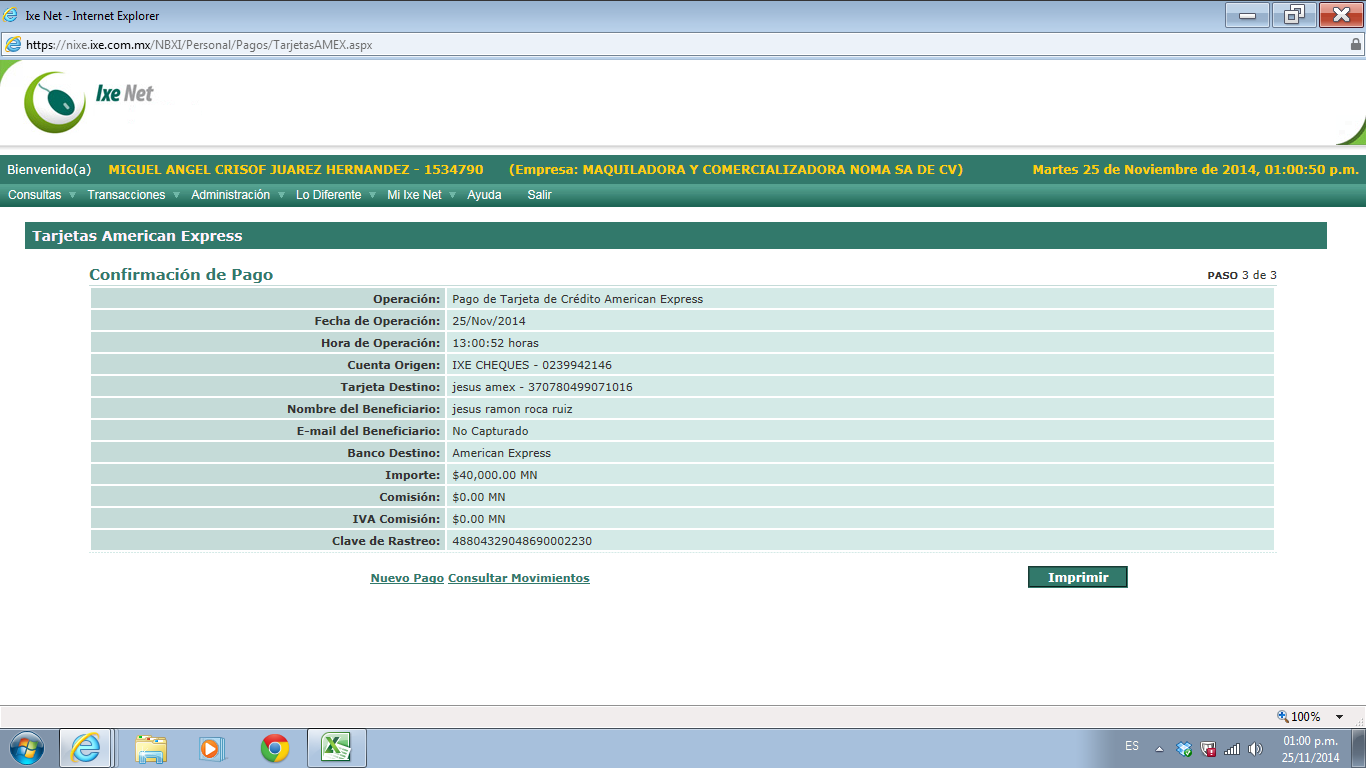 Ixe Net - Internet Explorer
https://nixe.ixe.com.mx/NBXI/Personal/Pagos/TarjetasAMEX.aspx
Ixe Net
Bienvenido(a) MIGUEL ANGEL CRISOF JUAREZ HERNANDEZ - 1534790 (Empresa: MAQUILADORA Y COMERCIALIZADORA NOMA SA DE CV) Martes 25 de Noviembre de 2014, 01:00:50 p.m.
Consultas Transacciones Administración Lo Diferente Mi Ixe Net Ayuda Salir
Tarjetas American Express
Confirmación de Pago PASO 3 de 3
Operación: Pago de Tarjeta de Crédito American Express
Fecha de Operación: 25/Nov/2014
Hora de Operación: 13:00:52 horas
Cuenta Origen: IXE CHEQUES - 0239942146
Tarjeta Destino: jesus amex - 370780499071016
Nombre del Beneficiario: jesus ramon roca ruiz
E-mail del Beneficiario: No Capturado
Banco Destino: American Express
Importe: $40,000.00 MN
Comisión: $0.00 MN
IVA Comisión: $0.00 MN
Clave de Rastreo: 48804329048690002230
Nuevo Pago Consultar Movimientos Imprimir
100%
ES 01:00 p.m.
25/11/2014